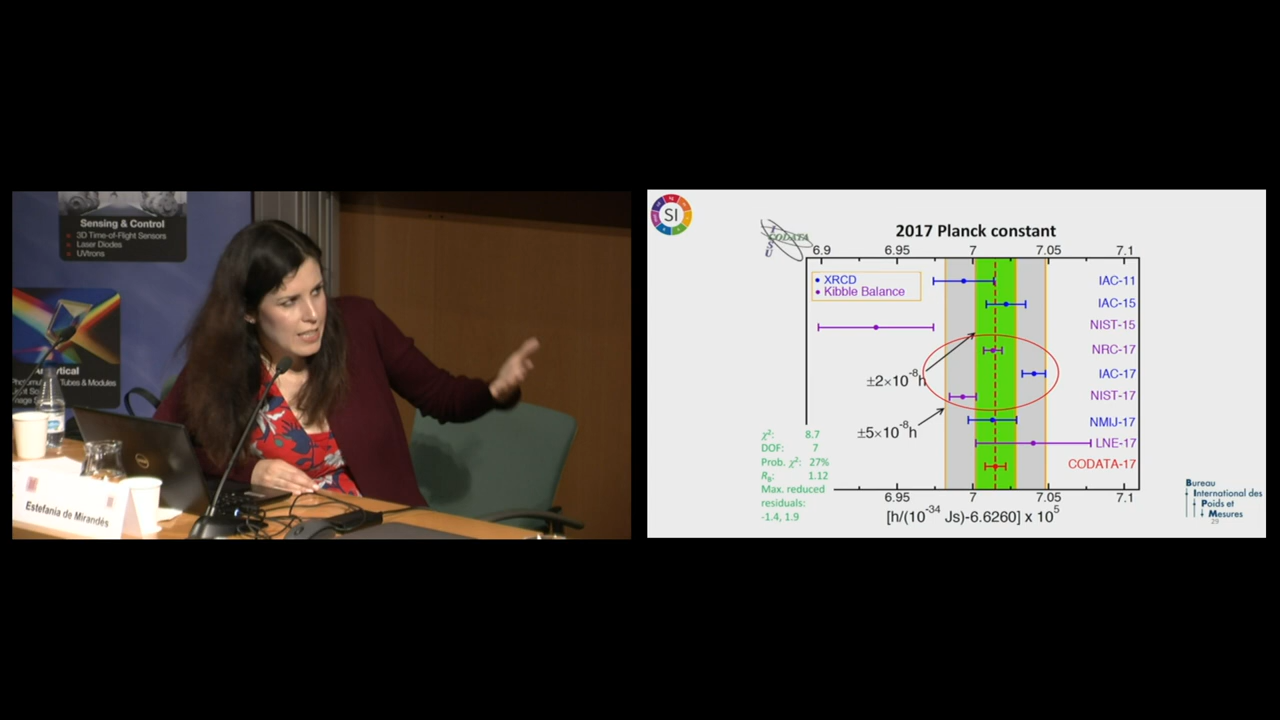 Sensing & Control
3D Time-of-Flight Sensors
Laser Diodes
UVtrons
Tubes & Modules
Estefania de Mirandés
SI
CODATA
2017 Planck constant
6.9 6.95 7 7.05 7.1
XRCD
Kibble Balance
IAC-11
IAC-15
NIST-15
NRC-17
IAC-17
NIST-17
NMIJ-17
LNE-17
CODATA-17
±2×10⁻⁸h
±5×10⁻⁸h
χ²: 8.7
DOF: 7
Prob. χ²: 27%
R_B: 1.12
Max. reduced
residuals:
-1.4, 1.9
6.95 7 7.05 7.1
[h/(10⁻³⁴ Js)-6.6260] x 10⁵
Bureau
International des
Poids et
Mesures
29